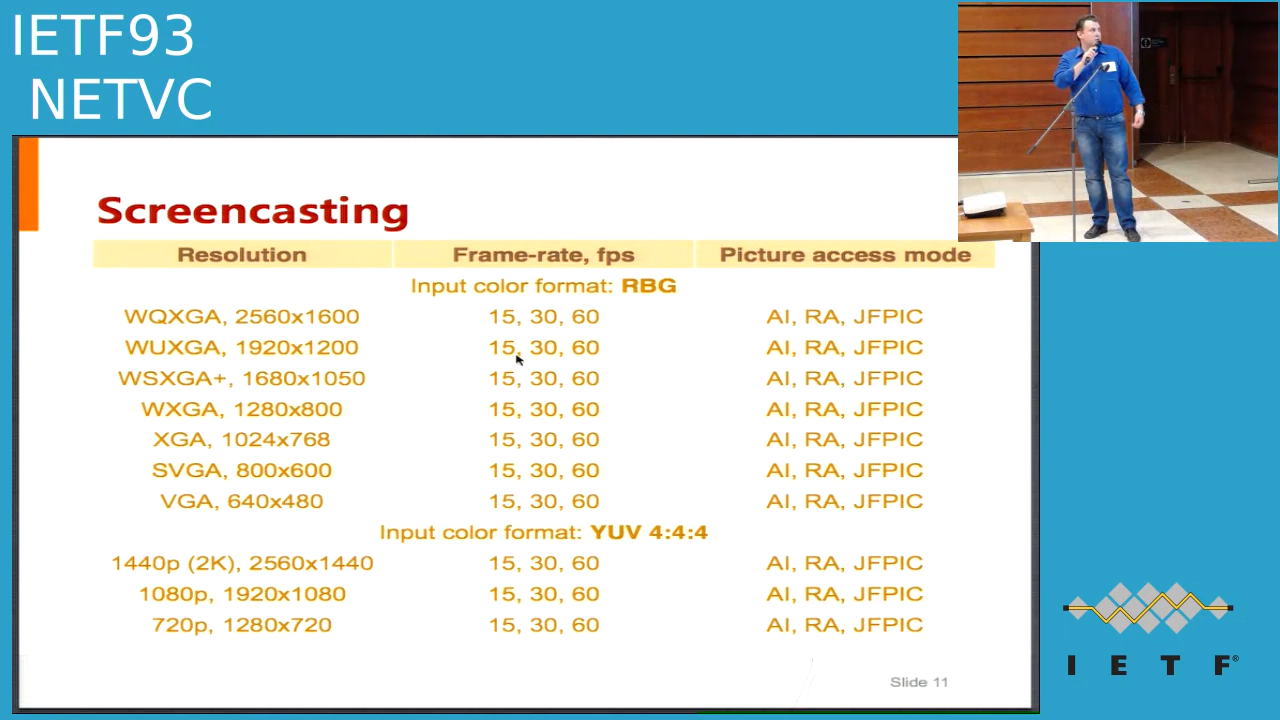 IETF93
NETVC
Screencasting
Resolution Frame-rate, fps Picture access mode
Input color format: RBG
WQXGA, 2560x1600 15, 30, 60 AI, RA, JFPIC
WUXGA, 1920x1200 15, 30, 60 AI, RA, JFPIC
WSXGA+, 1680x1050 15, 30, 60 AI, RA, JFPIC
WXGA, 1280x800 15, 30, 60 AI, RA, JFPIC
XGA, 1024x768 15, 30, 60 AI, RA, JFPIC
SVGA, 800x600 15, 30, 60 AI, RA, JFPIC
VGA, 640x480 15, 30, 60 AI, RA, JFPIC
Input color format: YUV 4:4:4
1440p (2K), 2560x1440 15, 30, 60 AI, RA, JFPIC
1080p, 1920x1080 15, 30, 60 AI, RA, JFPIC
720p, 1280x720 15, 30, 60 AI, RA, JFPIC
Slide 11
I E T F®